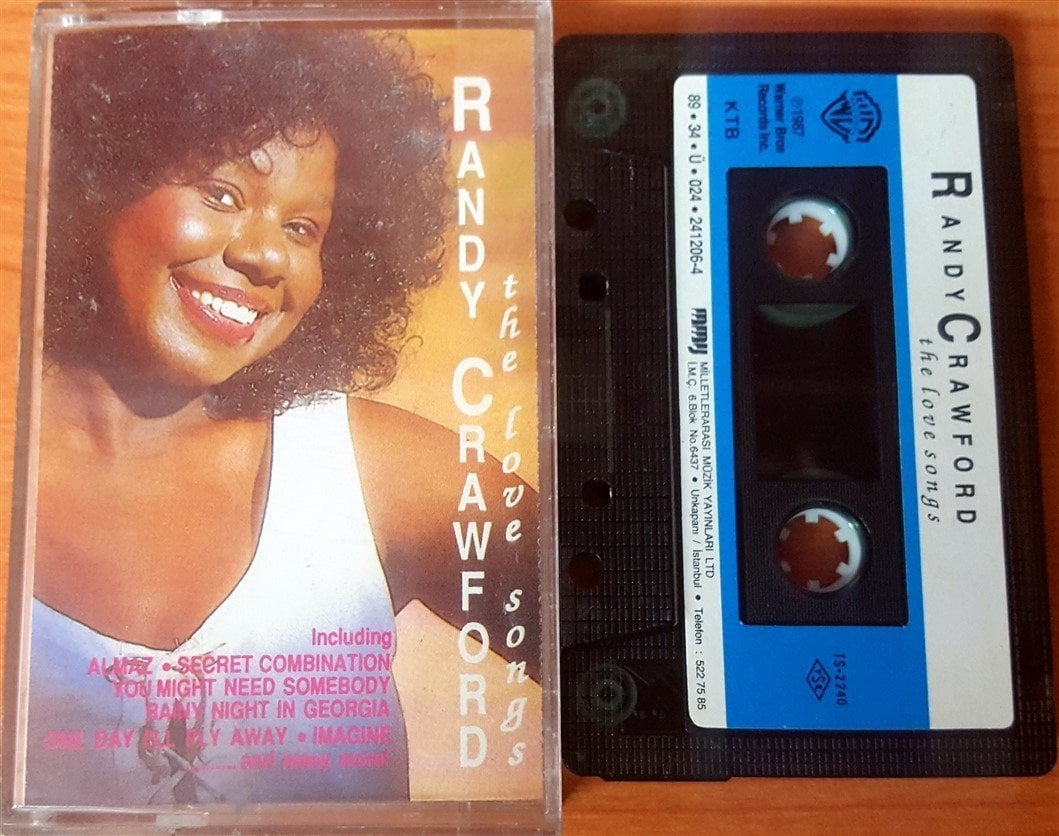 RANDY CRAWFORD
the love songs
Including
ALMAZ • SECRET COMBINATION
YOU MIGHT NEED SOMEBODY
RAINY NIGHT IN GEORGIA
ONE DAY I'LL FLY AWAY • IMAGINE
........and many more!
RANDY CRAWFORD
the love songs
℗1987
Warner Bros
Records Inc.
KTB
TS-2240
TSE
89 • 34 • Ü • 024 • 241206-4
MİLLETLERARASI MÜZİK YAYINLARI LTD
İ.M.Ç. 6.Blok No.6437 • Unkapanı / İstanbul • Telefon : 522 75 85